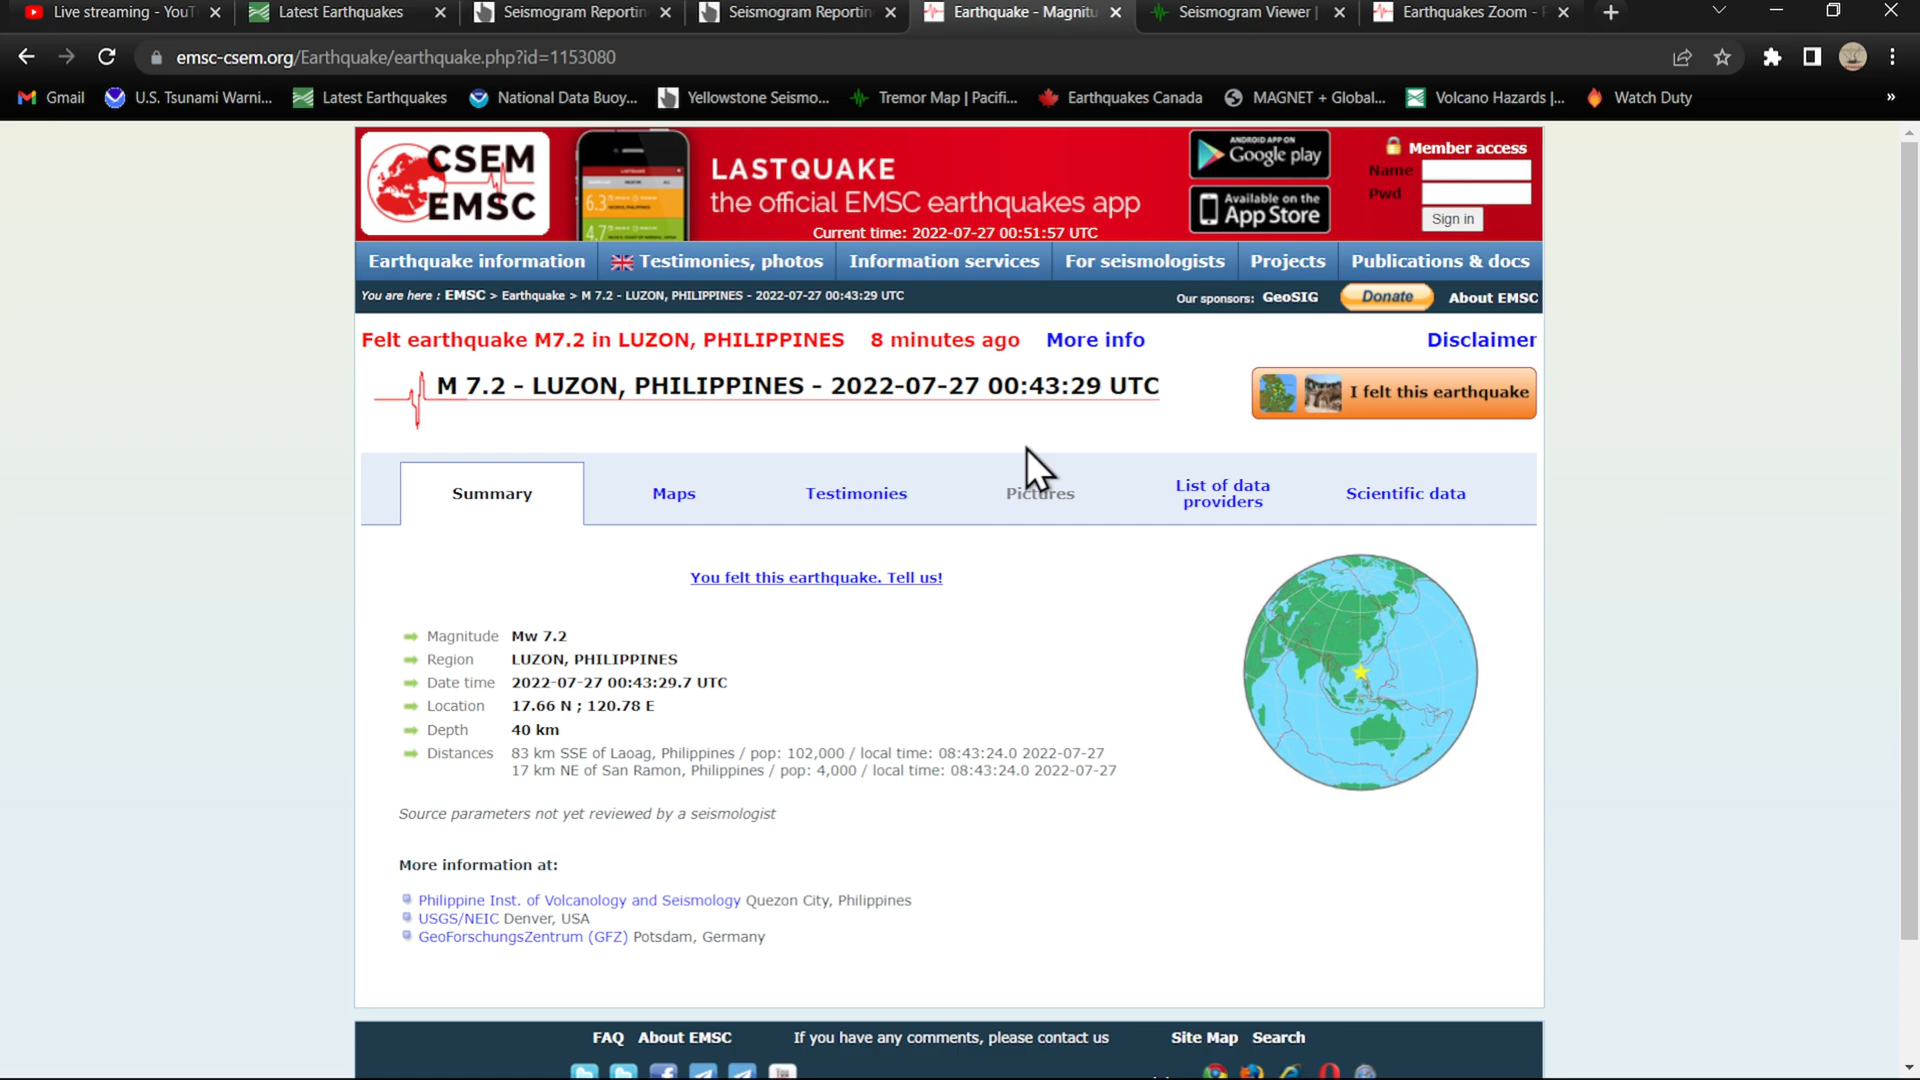 Live streaming - YouT
Latest Earthquakes
Seismogram Reportin
Seismogram Reportin
Earthquake - Magnitu
Seismogram Viewer |
Earthquakes Zoom -
emsc-csem.org/Earthquake/earthquake.php?id=1153080
Gmail
U.S. Tsunami Warni...
Latest Earthquakes
National Data Buoy...
Yellowstone Seismo...
Tremor Map | Pacifi...
Earthquakes Canada
MAGNET + Global...
Volcano Hazards |...
Watch Duty
»
CSEM
EMSC
LASTQUAKE
the official EMSC earthquakes app
Current time: 2022-07-27 00:51:57 UTC
ANDROID APP ON
Google play
Available on the
App Store
Member access
Name
Pwd
Sign in
Earthquake information
Testimonies, photos
Information services
For seismologists
Projects
Publications & docs
You are here : EMSC > Earthquake > M 7.2 - LUZON, PHILIPPINES - 2022-07-27 00:43:29 UTC
Our sponsors: GeoSIG
Donate
About EMSC
Felt earthquake M7.2 in LUZON, PHILIPPINES 8 minutes ago More info
Disclaimer
M 7.2 - LUZON, PHILIPPINES - 2022-07-27 00:43:29 UTC
I felt this earthquake
Summary
Maps
Testimonies
Pictures
List of data
providers
Scientific data
You felt this earthquake. Tell us!
Magnitude Mw 7.2
Region LUZON, PHILIPPINES
Date time 2022-07-27 00:43:29.7 UTC
Location 17.66 N ; 120.78 E
Depth 40 km
Distances 83 km SSE of Laoag, Philippines / pop: 102,000 / local time: 08:43:24.0 2022-07-27
17 km NE of San Ramon, Philippines / pop: 4,000 / local time: 08:43:24.0 2022-07-27
Source parameters not yet reviewed by a seismologist
More information at:
Philippine Inst. of Volcanology and Seismology Quezon City, Philippines
USGS/NEIC Denver, USA
GeoForschungsZentrum (GFZ) Potsdam, Germany
FAQ About EMSC
If you have any comments, please contact us
Site Map Search